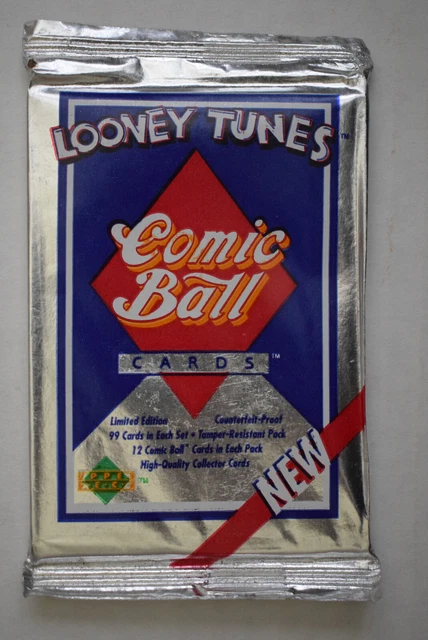 LOONEY TUNES™
Comic
Ball
CARDS™
Limited Edition Counterfeit-Proof
99 Cards in Each Set • Tamper-Resistant Pack
12 Comic Ball™ Cards in Each Pack
High-Quality Collector Cards
™
NEW